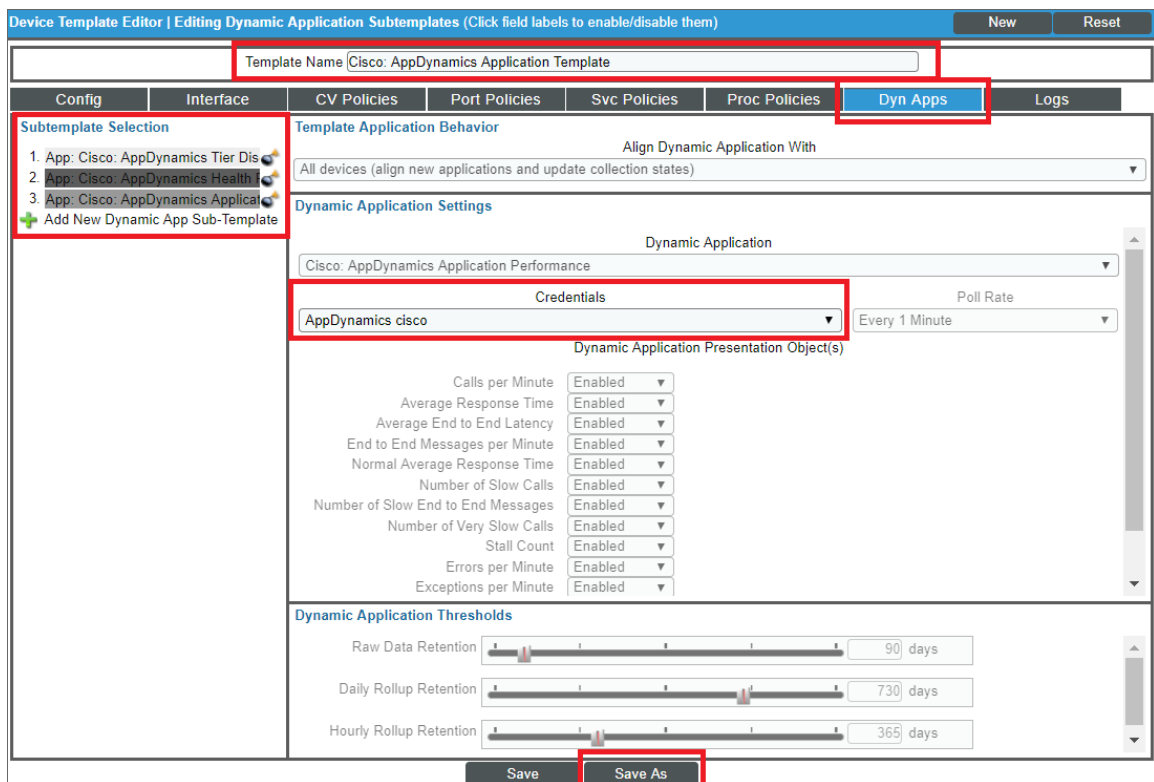 Device Template Editor | Editing Dynamic Application Subtemplates (Click field labels to enable/disable them) New Reset
Template Name Cisco: AppDynamics Application Template
Config Interface CV Policies Port Policies Svc Policies Proc Policies Dyn Apps Logs
Subtemplate Selection
1. App: Cisco: AppDynamics Tier Dis
2. App: Cisco: AppDynamics Health
3. App: Cisco: AppDynamics Applicat
Add New Dynamic App Sub-Template
Template Application Behavior
Align Dynamic Application With
All devices (align new applications and update collection states)
Dynamic Application Settings
Dynamic Application
Cisco: AppDynamics Application Performance
Credentials Poll Rate
AppDynamics cisco Every 1 Minute
Dynamic Application Presentation Object(s)
Calls per Minute Enabled
Average Response Time Enabled
Average End to End Latency Enabled
End to End Messages per Minute Enabled
Normal Average Response Time Enabled
Number of Slow Calls Enabled
Number of Slow End to End Messages Enabled
Number of Very Slow Calls Enabled
Stall Count Enabled
Errors per Minute Enabled
Exceptions per Minute Enabled
Dynamic Application Thresholds
Raw Data Retention 90 days
Daily Rollup Retention 730 days
Hourly Rollup Retention 365 days
Save Save As